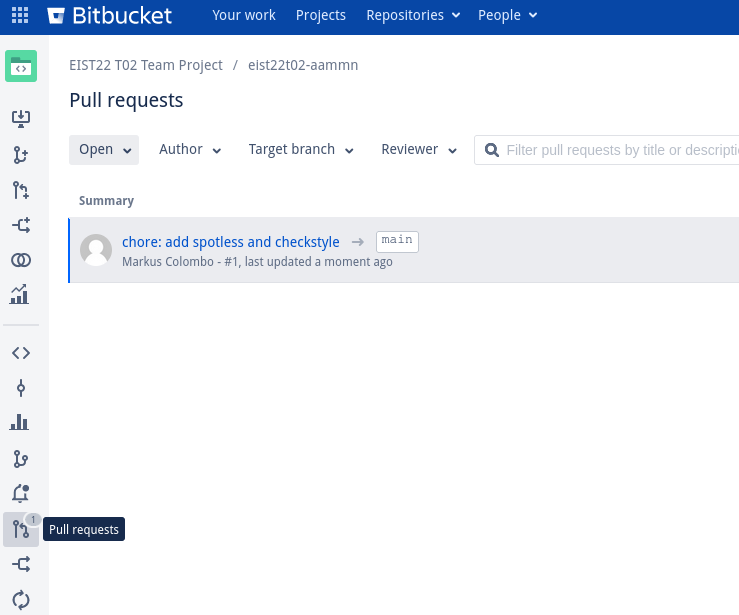 Bitbucket Your work Projects Repositories People
EIST22 T02 Team Project / eist22t02-aammn
Pull requests
Open Author Target branch Reviewer Filter pull requests by title or descripti
Summary
chore: add spotless and checkstyle → main
Markus Colombo - #1, last updated a moment ago
1
Pull requests